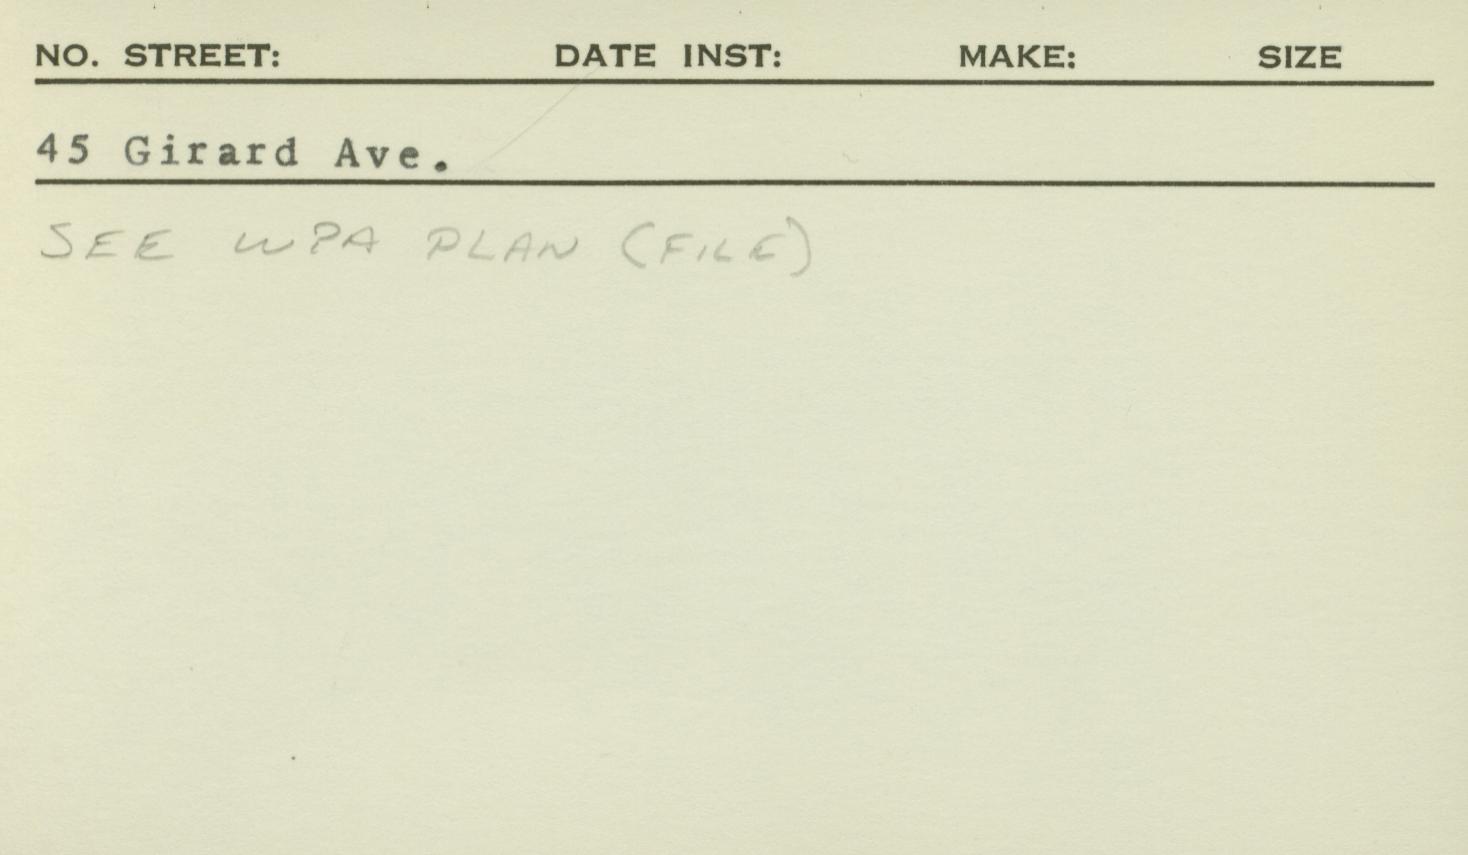 NO. STREET: DATE INST: MAKE: SIZE
45 Girard Ave.
SEE WPA PLAN (FILE)